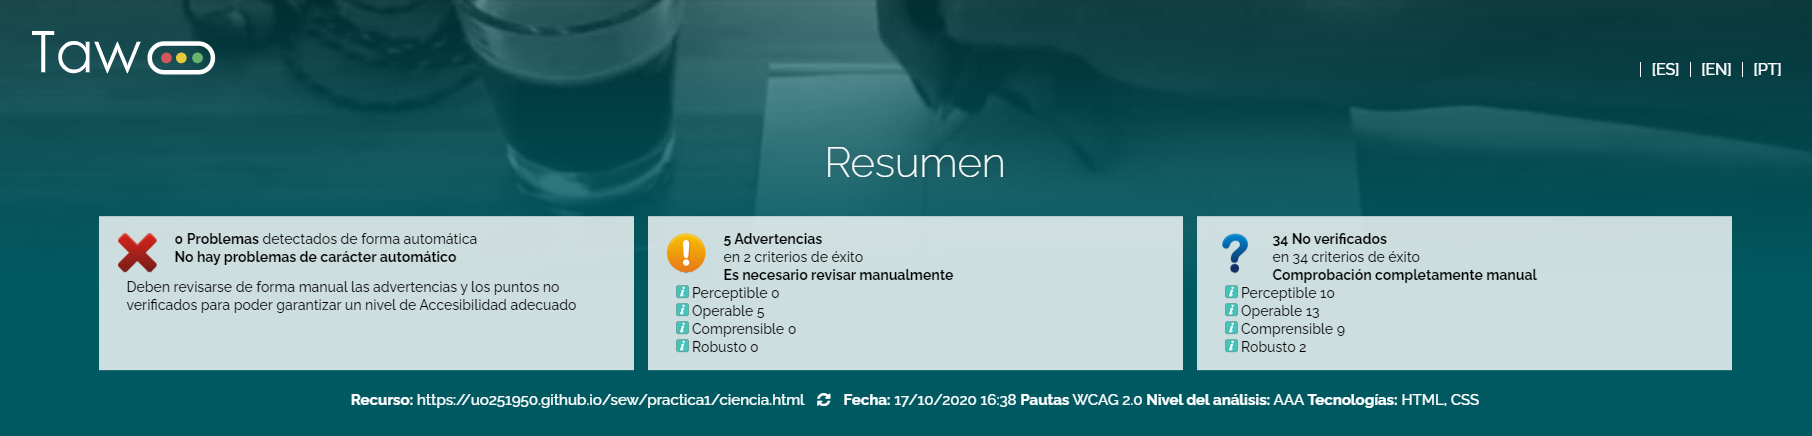 Taw
[ES] [EN] [PT]
Resumen
0 Problemas detectados de forma automática
No hay problemas de carácter automático
Deben revisarse de forma manual las advertencias y los puntos no
verificados para poder garantizar un nivel de Accesibilidad adecuado
5 Advertencias
en 2 criterios de éxito
Es necesario revisar manualmente
Perceptible 0
Operable 5
Comprensible 0
Robusto 0
34 No verificados
en 34 criterios de éxito
Comprobación completamente manual
Perceptible 10
Operable 13
Comprensible 9
Robusto 2
Recurso: https://uo251950.github.io/sew/practica1/ciencia.html Fecha: 17/10/2020 16:38 Pautas WCAG 2.0 Nivel del análisis: AAA Tecnologías: HTML, CSS